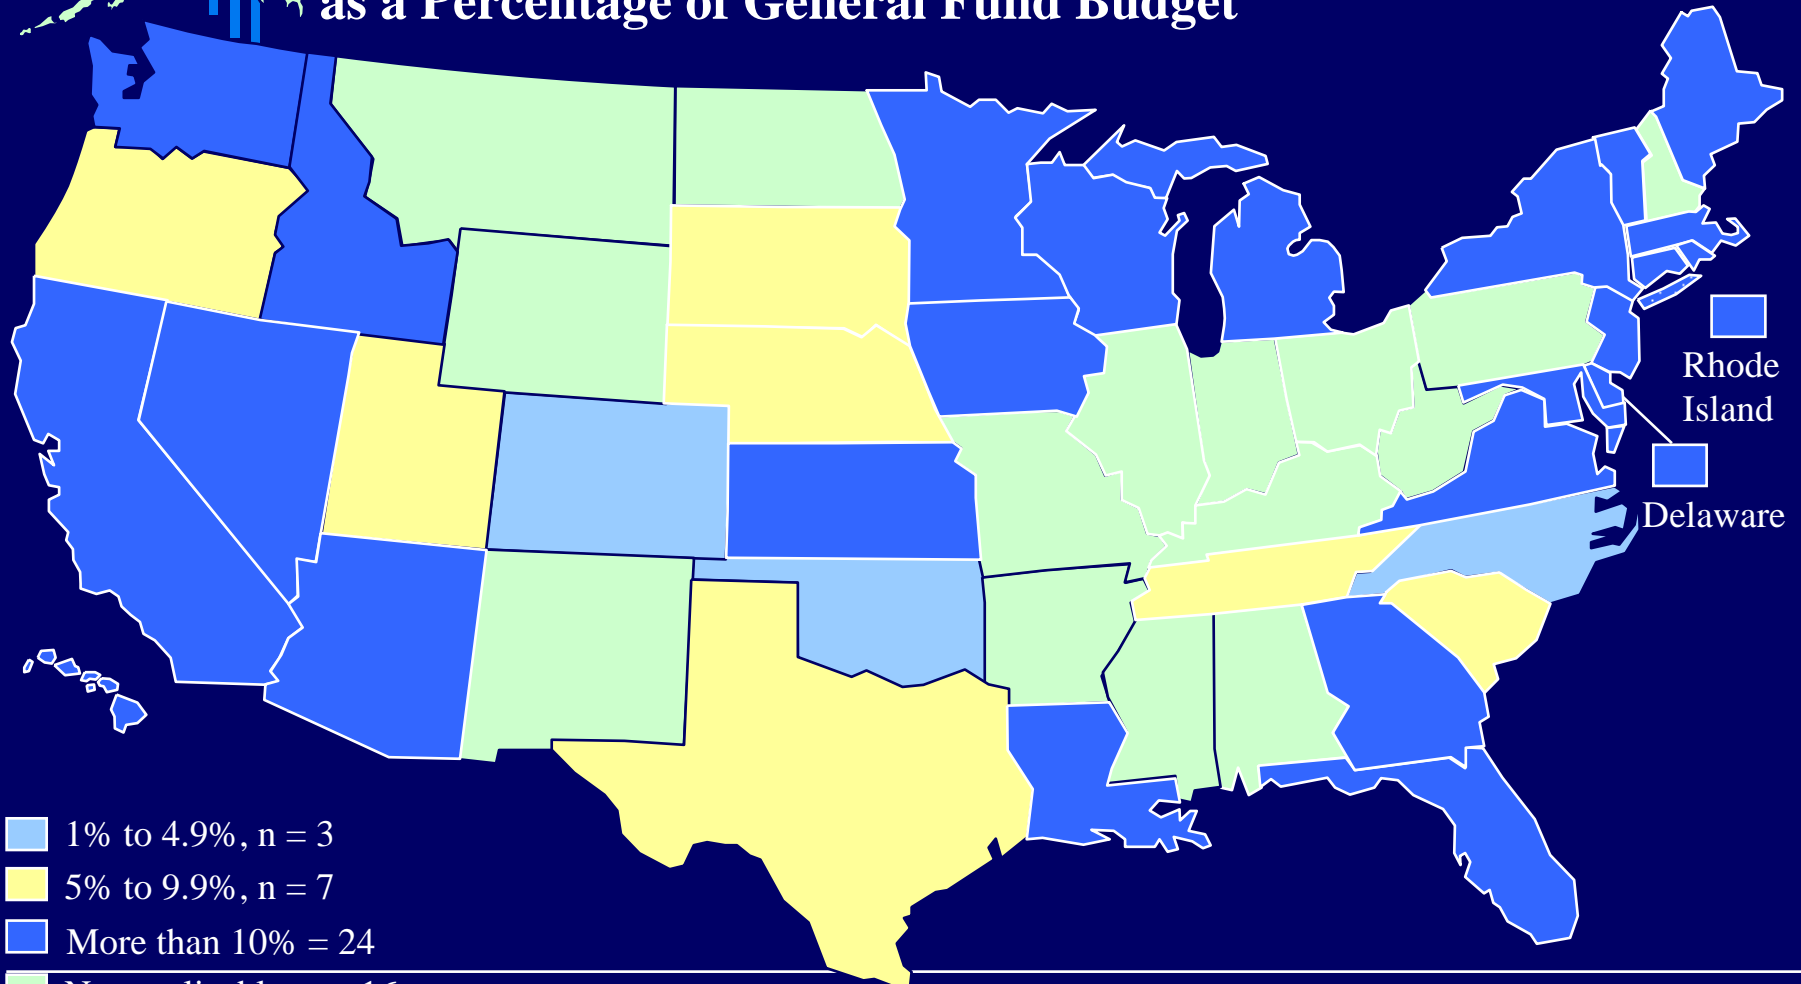 as a Percentage of General Fund Budget
Rhode
Island
Delaware
1% to 4.9%, n = 3
5% to 9.9%, n = 7
More than 10% = 24